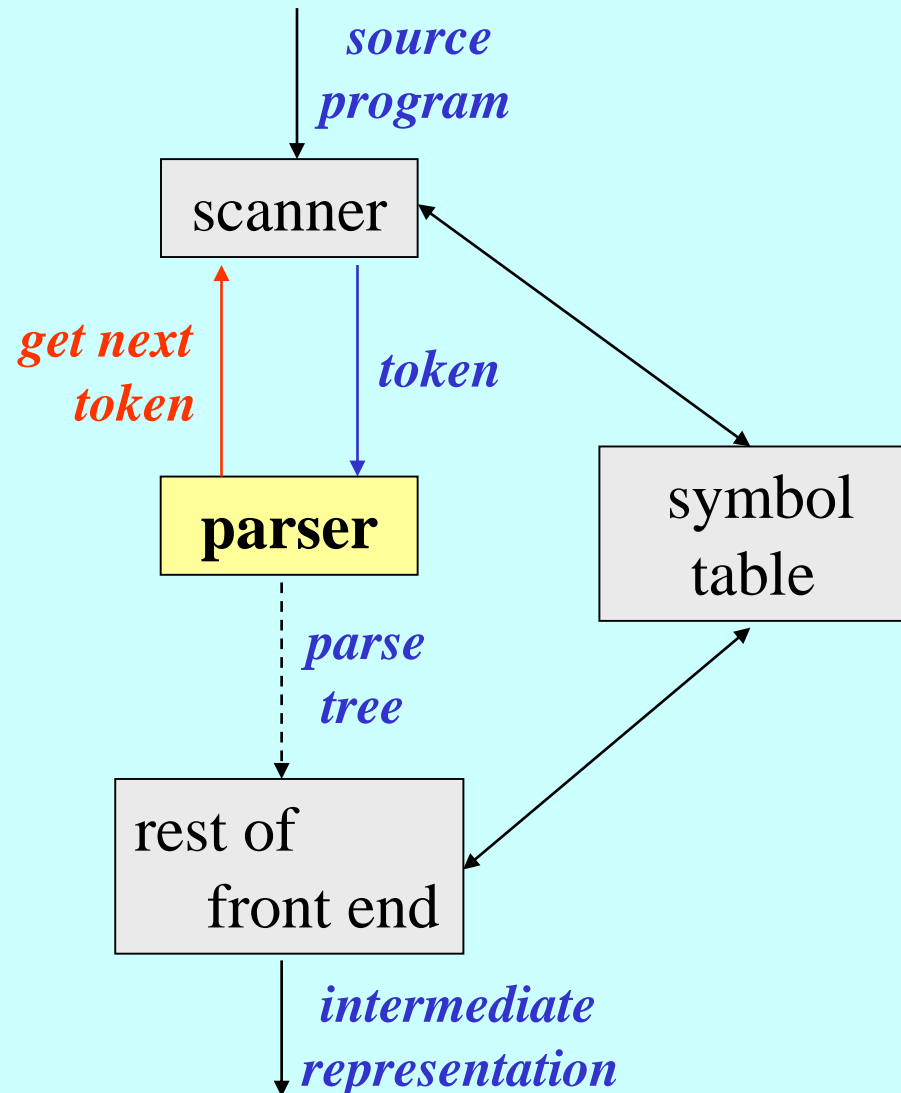 source
program
scanner
get next
token
token
parser
symbol
table
parse
tree
rest of
front end
intermediate
representation